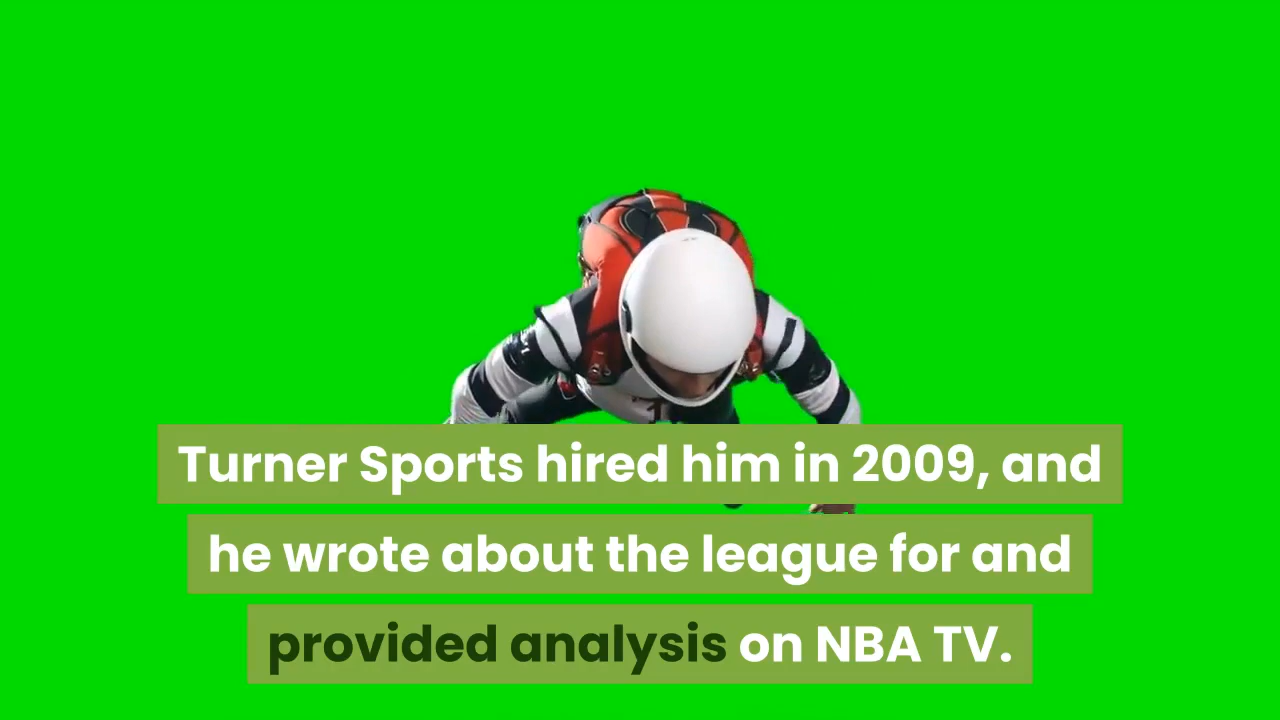 Turner Sports hired him in 2009, and
he wrote about the league for and
provided analysis on NBA TV.